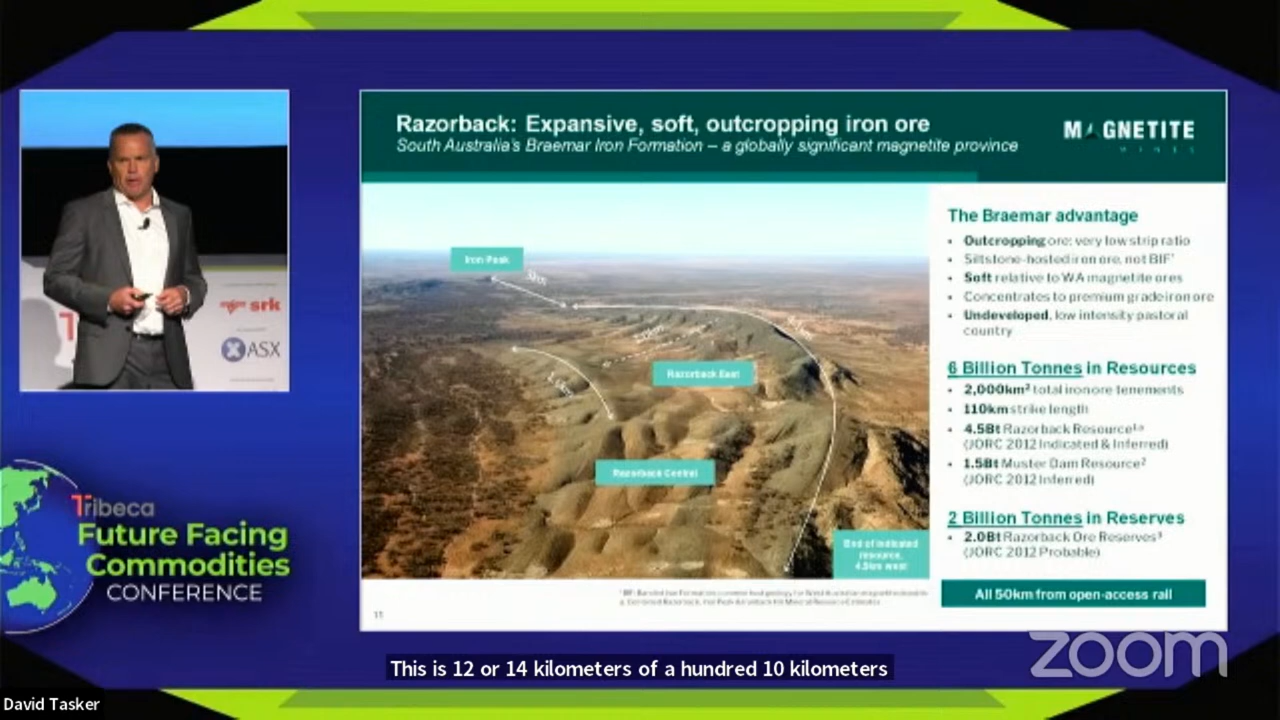 Razorback: Expansive, soft, outcropping iron ore
South Australia's Braemar Iron Formation – a globally significant magnetite province
MAGNETITE
MINES
Iron Peak
Razorback East
Razorback Central
End of indicated
resource,
4.5km west
The Braemar advantage
• Outcropping ore: very low strip ratio
• Siltstone-hosted iron ore, not BIF
• Soft relative to WA magnetite ores
• Concentrates to premium grade iron ore
• Undeveloped, low intensity pastoral
country
6 Billion Tonnes in Resources
• 2,000km² total iron ore tenements
• 110km strike length
• 4.5Bt Razorback Resource
(JORC 2012 Indicated & Inferred)
• 1.5Bt Muster Dam Resource²
(JORC 2012 Inferred)
2 Billion Tonnes in Reserves
• 2.0Bt Razorback Ore Reserves
(JORC 2012 Probable)
All 50km from open-access rail
11
srk
ASX
Tribeca
Future Facing
Commodities
CONFERENCE
This is 12 or 14 kilometers of a hundred 10 kilometers
zoom
David Tasker